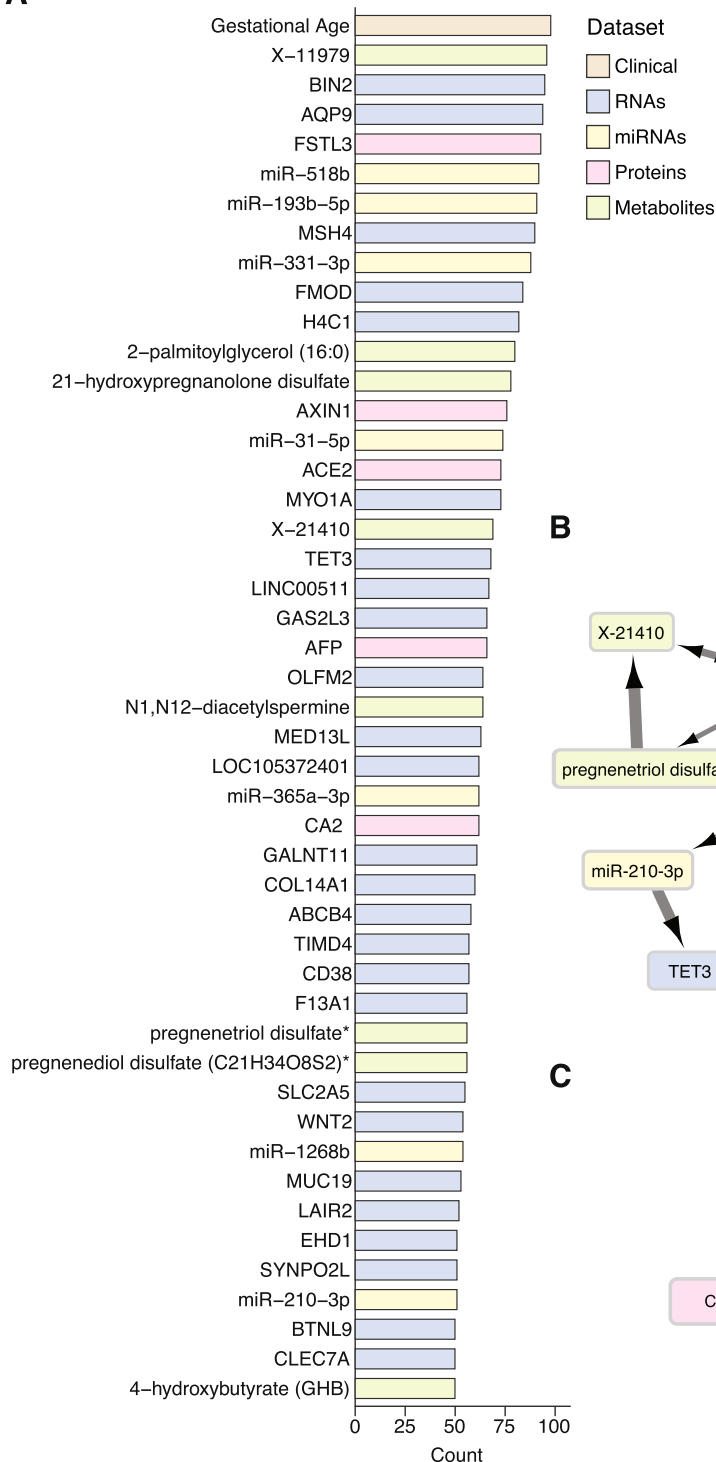 Gestational Age
X−11979
BIN2
AQP9
FSTL3
miR−518b
miR−193b−5p
MSH4
miR−331−3p
FMOD
H4C1
2−palmitoylglycerol (16:0)
21−hydroxypregnanolone disulfate
AXIN1
miR−31−5p
ACE2
MYO1A
X−21410
TET3
LINC00511
GAS2L3
AFP
OLFM2
N1,N12−diacetylspermine
MED13L
LOC105372401
miR−365a−3p
CA2
GALNT11
COL14A1
ABCB4
TIMD4
CD38
F13A1
pregnenetriol disulfate*
pregnenediol disulfate (C21H34O8S2)*
SLC2A5
WNT2
miR−1268b
MUC19
LAIR2
EHD1
SYNPO2L
miR−210−3p
BTNL9
CLEC7A
4−hydroxybutyrate (GHB)
0 25 50 75 100
Count
Dataset
Clinical
RNAs
miRNAs
Proteins
Metabolites
B
X-21410
pregnenetriol disulfa
miR-210-3p
TET3
C
C